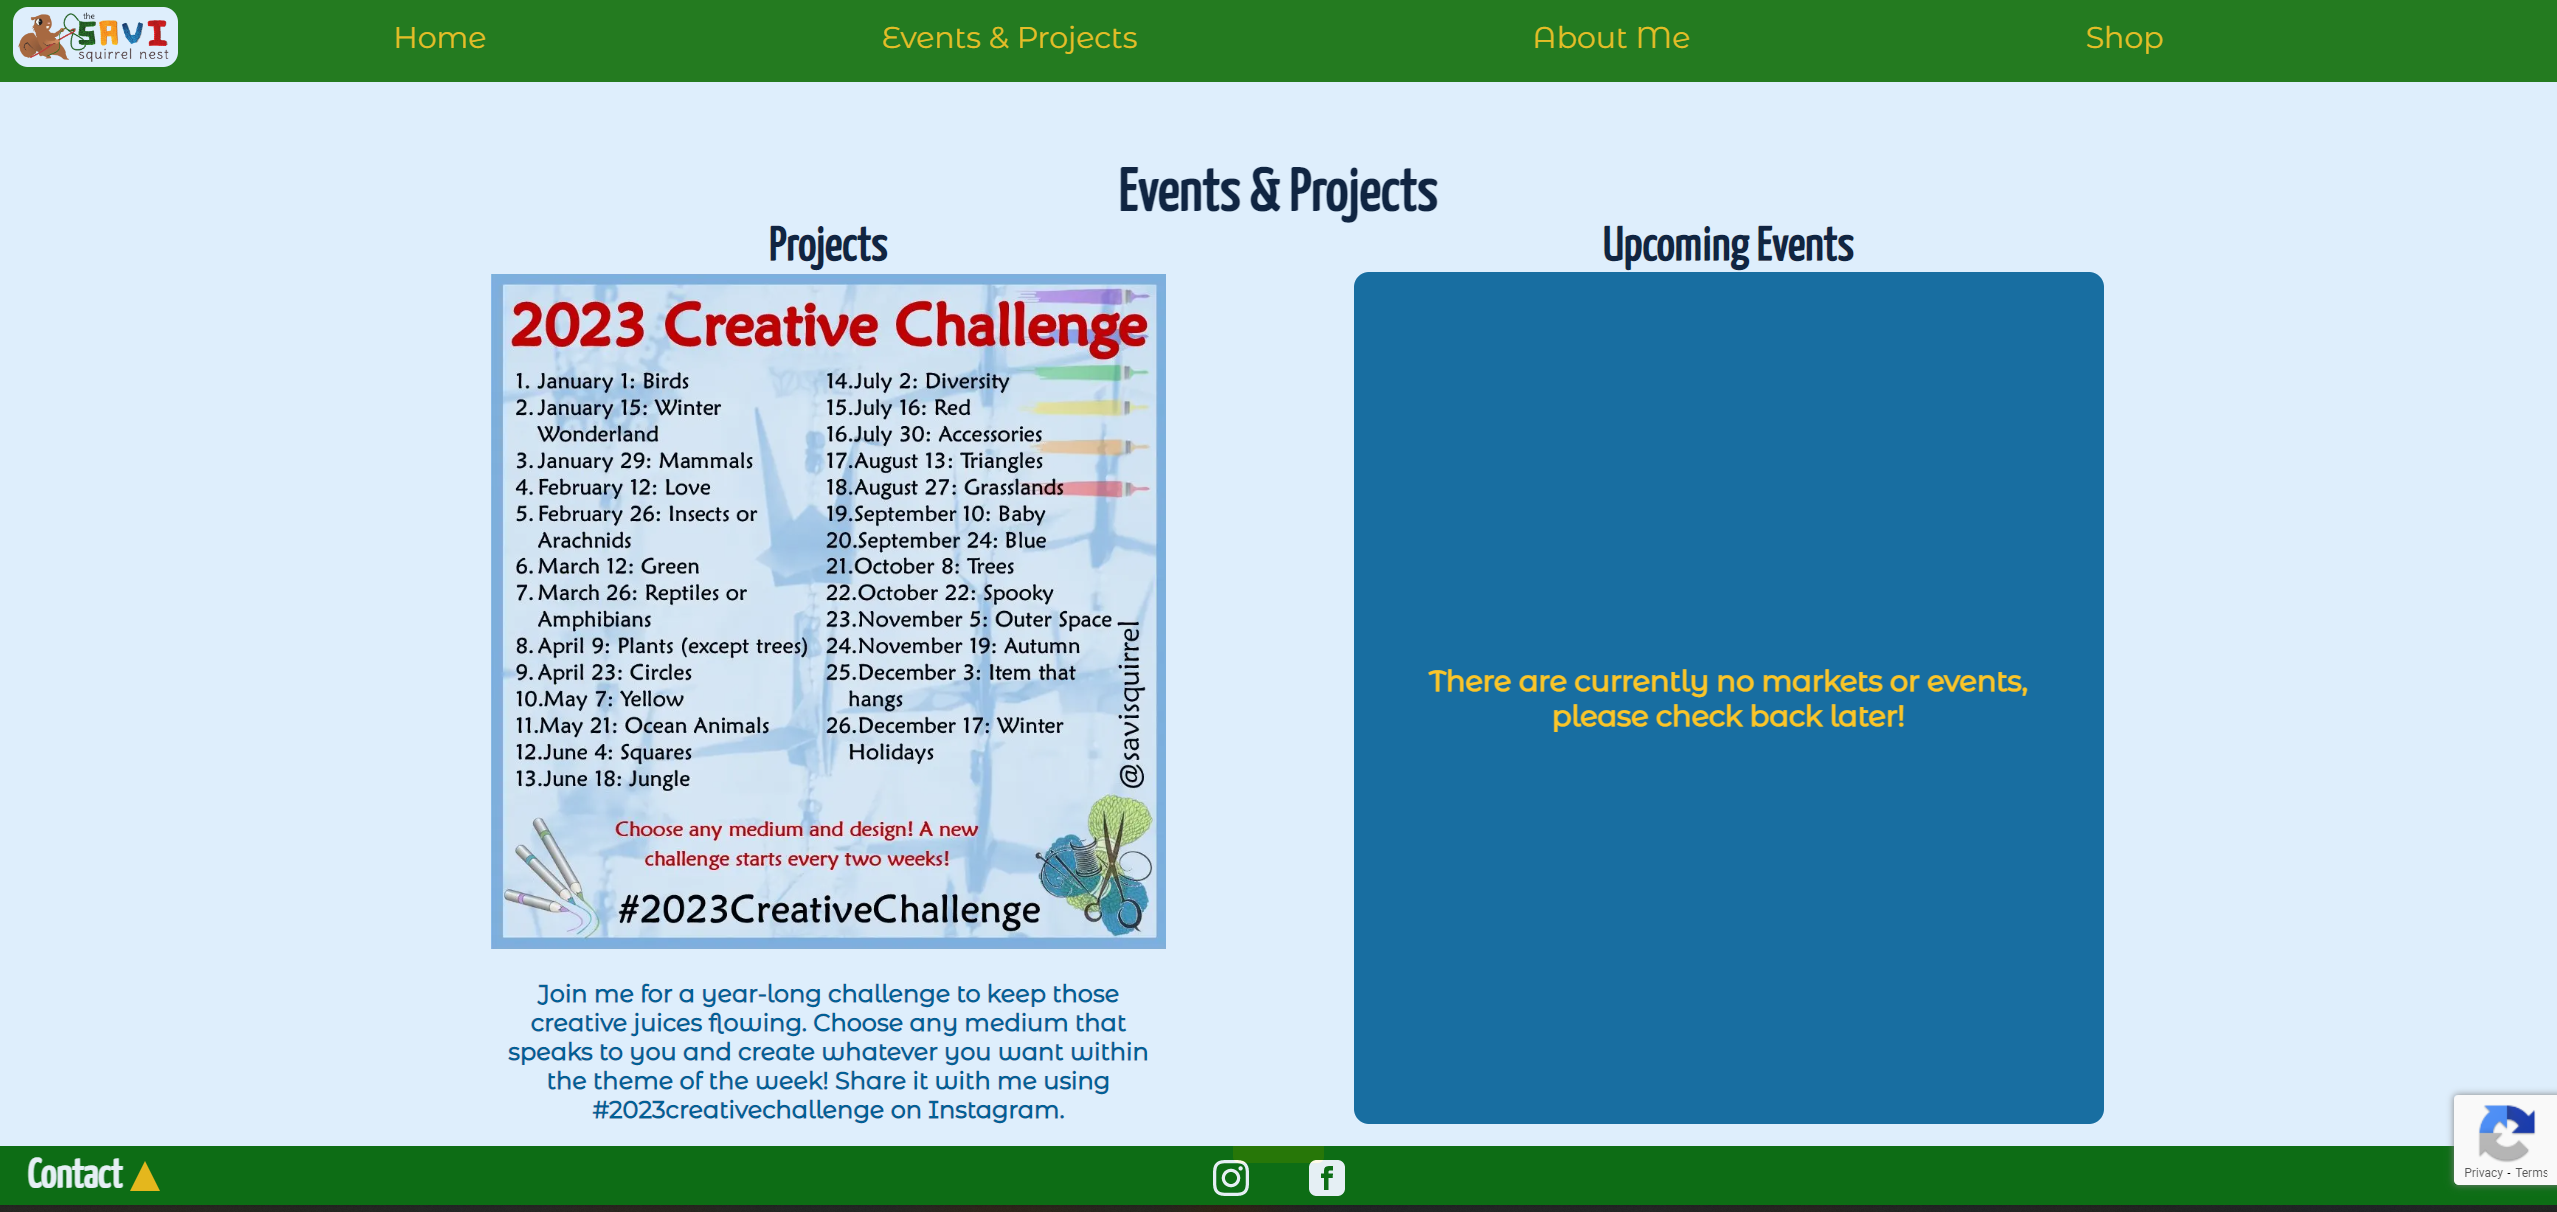 the
SAVI
squirrel nest
Home
Events & Projects
About Me
Shop
Events & Projects
Projects
2023 Creative Challenge
1. January 1: Birds
2. January 15: Winter
Wonderland
3. January 29: Mammals
4. February 12: Love
5. February 26: Insects or
Arachnids
6. March 12: Green
7. March 26: Reptiles or
Amphibians
8. April 9: Plants (except trees)
9. April 23: Circles
10.May 7: Yellow
11.May 21: Ocean Animals
12.June 4: Squares
13.June 18: Jungle
14.July 2: Diversity
15.July 16: Red
16.July 30: Accessories
17.August 13: Triangles
18.August 27: Grasslands
19.September 10: Baby
20.September 24: Blue
21.October 8: Trees
22.October 22: Spooky
23.November 5: Outer Space
24.November 19: Autumn
25.December 3: Item that
hangs
26.December 17: Winter
Holidays
@savisquirrel
Choose any medium and design! A new
challenge starts every two weeks!
#2023CreativeChallenge
Join me for a year-long challenge to keep those
creative juices flowing. Choose any medium that
speaks to you and create whatever you want within
the theme of the week! Share it with me using
#2023creativechallenge on Instagram.
Upcoming Events
There are currently no markets or events,
please check back later!
Contact
Privacy - Terms